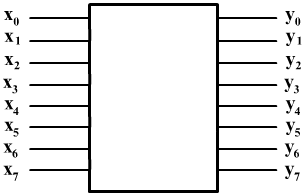 x₀ y₀
x₁ y₁
x₂ y₂
x₃ y₃
x₄ y₄
x₅ y₅
x₆ y₆
x₇ y₇